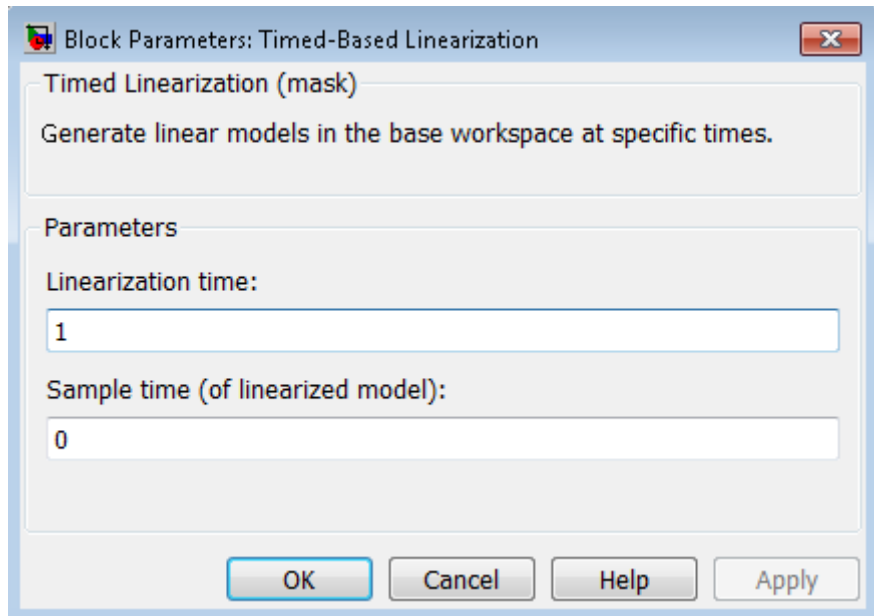 Block Parameters: Timed-Based Linearization
Timed Linearization (mask)
Generate linear models in the base workspace at specific times.
Parameters
Linearization time:
1
Sample time (of linearized model):
0
OK Cancel Help Apply